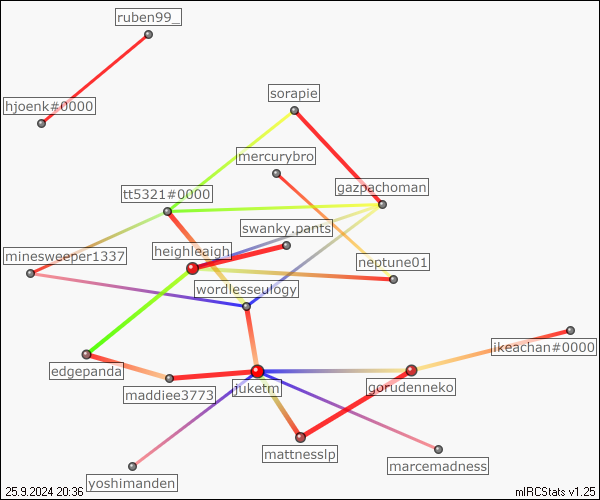 ruben99_
hjoenk#0000
sorapie
mercurybro
gazpachoman
tt5321#0000
swanky.pants
heighleaigh
minesweeper1337
neptune01
wordlesseulogy
ikeachan#0000
edgepanda
gorudenneko
juketm
maddiee3773
mattnesslp
marcemadness
yoshimanden
25.9.2024 20:36
mIRCStats v1.25